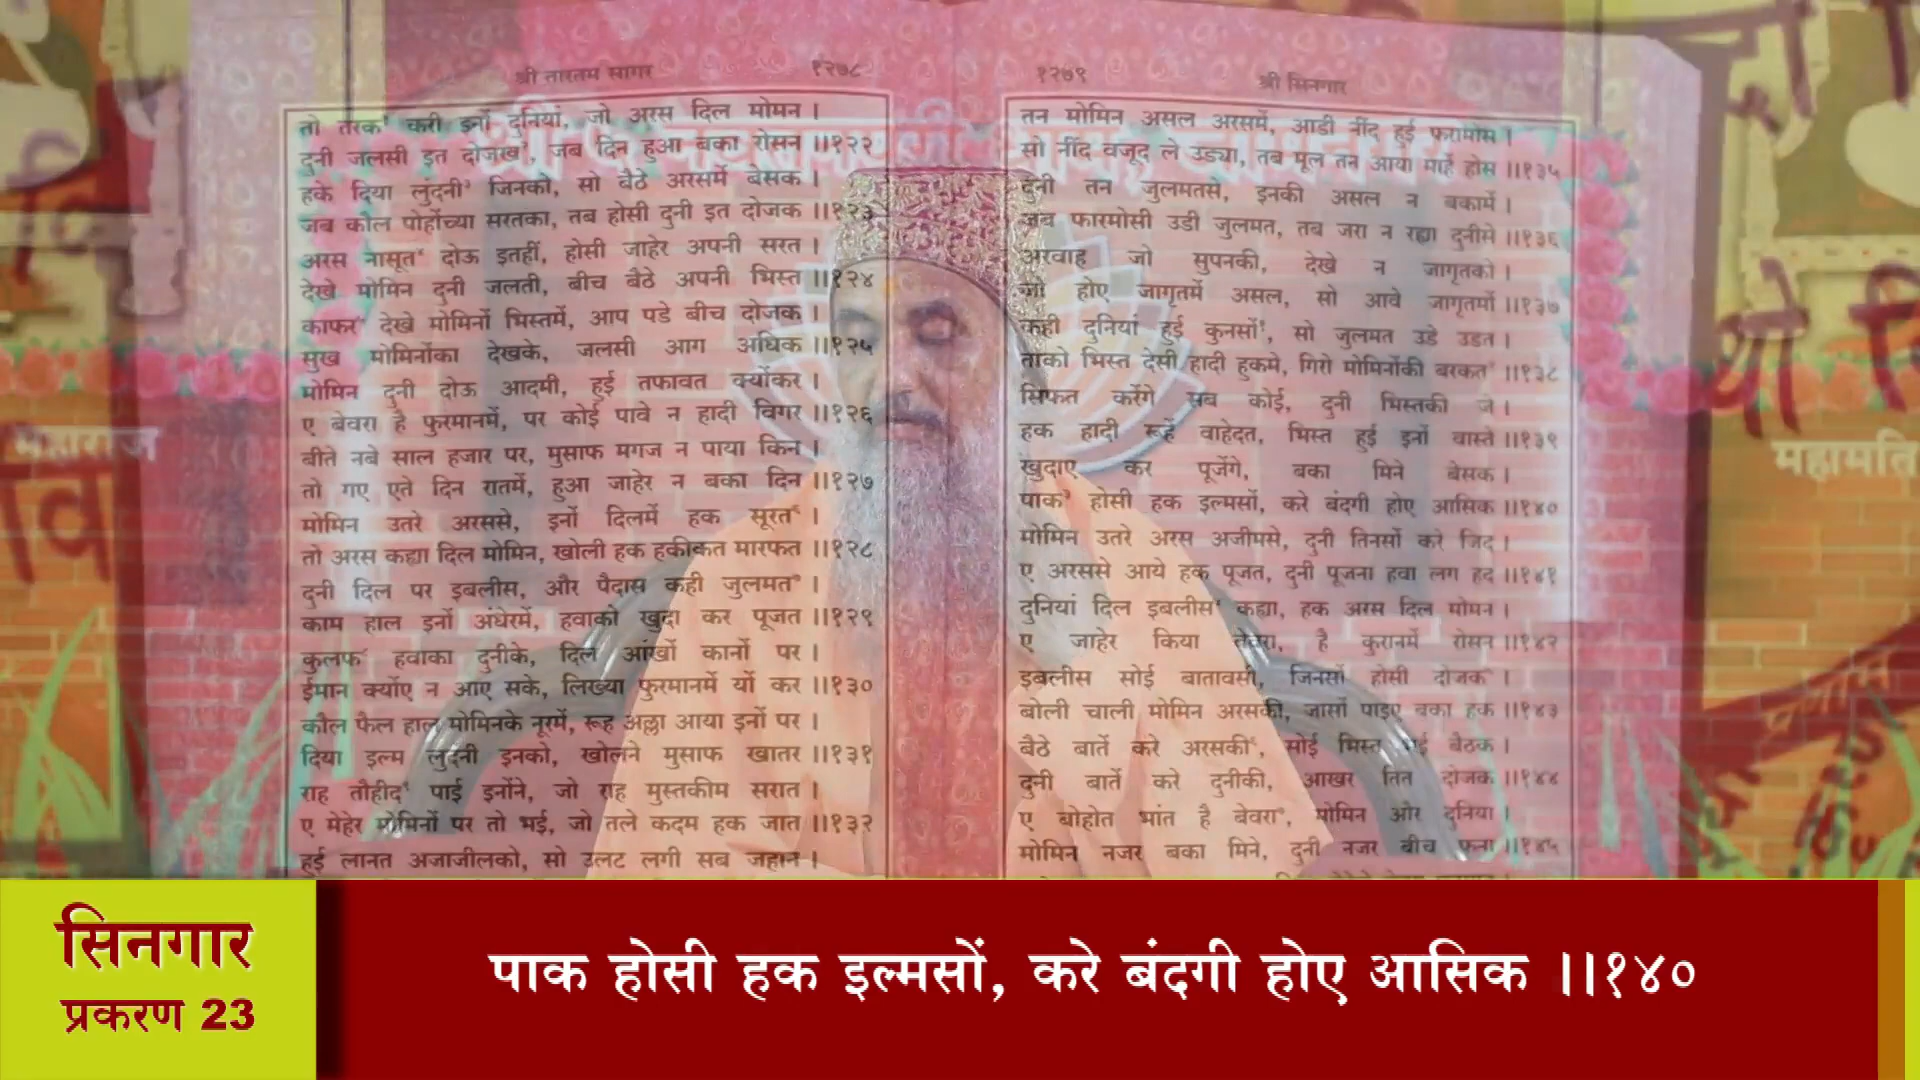 श्री तारतम सागर १२७८
तो तरक करी इनों दुनियां, जो अरस दिल मोमन ।
दुनी जलसी इत दोजख, जब दिन हुआ बका रोसन ।।१२२
हके दिया लुदनी जिनको, सो बैठे अरसमें बेसक ।
जब कौल पोहोंच्या सरतका, तब होसी दुनी इत दोजक ।।१२३
अरस नासूत दोऊ इतहीं, होसी जाहेर अपनी सरत ।
देखे मोमिन दुनी जलती, बीच बैठे अपनी भिस्त ।।१२४
काफर देखे मोमिनों भिस्तमें, आप पडे बीच दोजक ।
सुख मोमिनोंका देखके, जलसी आग अधिक ।।१२५
मोमिन दुनी दोऊ आदमी, हुई तफावत क्योंकर ।
ए बेवरा है फुरमानमें, पर कोई पावे न हादी विगर ।।१२६
बीते नबे साल हजार पर, मुसाफ मगज न पाया किन ।
तो गए एते दिन रातमें, हुआ जाहेर न बका दिन ।।१२७
मोमिन उतरे अरससे, इनों दिलमें हक सूरत ।
तो अरस कह्या दिल मोमिन, खोली हक हकीकत मारफत ।।१२८
दुनी दिल पर इबलीस, और पैदास कही जुलमत ।
काम हाल इनों अंधेरमें, हवाको खुदा कर पूजत ।।१२९
कुलफ हवाका दुनीके, दिल आंखों कानों पर ।
ईमान क्योंए न आए सके, लिख्या फुरमानमें यों कर ।।१३०
कौल फैल हाल मोमिनके नूरमें, रूह अल्ला आया इनों पर ।
दिया इल्म लुदनी इनको, खोलने मुसाफ खातर ।।१३१
राह तौहीद पाई इनोंने, जो राह मुस्तकीम सरात ।
ए मेहेर मोमिनों पर तो भई, जो तले कदम हक जात ।।१३२
हुई लानत अजाजीलको, सो उलट लगी सब जहान ।
१२७९ श्री सिनगार
तन मोमिन असल अरसमें, आडी नींद हुई फरामोस ।
सो नींद वजूद ले उड्या, तब मूल तन आया माहें होस ।।१३५
दुनी तन जुलमतसे, इनकी असल न बकामें ।
जब फारमोसी उडी जुलमत, तब जरा न रह्या दुनीसे ।।१३६
अरवाह जो सुपनकी, देखे न जागृतको ।
जो होए जागृतमें असल, सो आवे जागृतमों ।।१३७
कही दुनियां हुई कुनसों, सो जुलमत उडे उडत ।
ताको भिस्त देसी हादी हुकमे, गिरो मोमिनोंकी बरकत ।।१३८
सिफत करेंगे सब कोई, दुनी भिस्तकी जे ।
हक हादी रूहें वाहेदत, भिस्त हुई इनों वास्ते ।।१३९
खुदाए कर पूजेंगे, बका मिने बेसक ।
पाक होसी हक इल्मसों, करे बंदगी होए आसिक ।।१४०
मोमिन उतरे अरस अजीमसे, दुनी तिनसों करे जिद ।
ए अरससे आये हक पूजत, दुनी पूजना हवा लग हद ।।१४१
दुनियां दिल इबलीस कह्या, हक अरस दिल मोमन ।
ए जाहेर किया बेवरा, है कुरानमें रोसन ।।१४२
इबलीस सोई बातावसी, जिनसों होसी दोजक ।
बोली चाली मोमिन अरसकी, जासों पाइए बका हक ।।१४३
बैठे बातें करे अरसकी, सोई भिस्त भई बैठक ।
दुनी बातें करे दुनीकी, आखर तित दोजक ।।१४४
ए बोहोत भांत है बेवरा, मोमिन और दुनिया ।
मोमिन नजर बका मिने, दुनी नजर बीच फना ।।१४५
महाराज
महामति
सिनगार
प्रकरण 23
पाक होसी हक इल्मसों, करे बंदगी होए आसिक ।।१४०